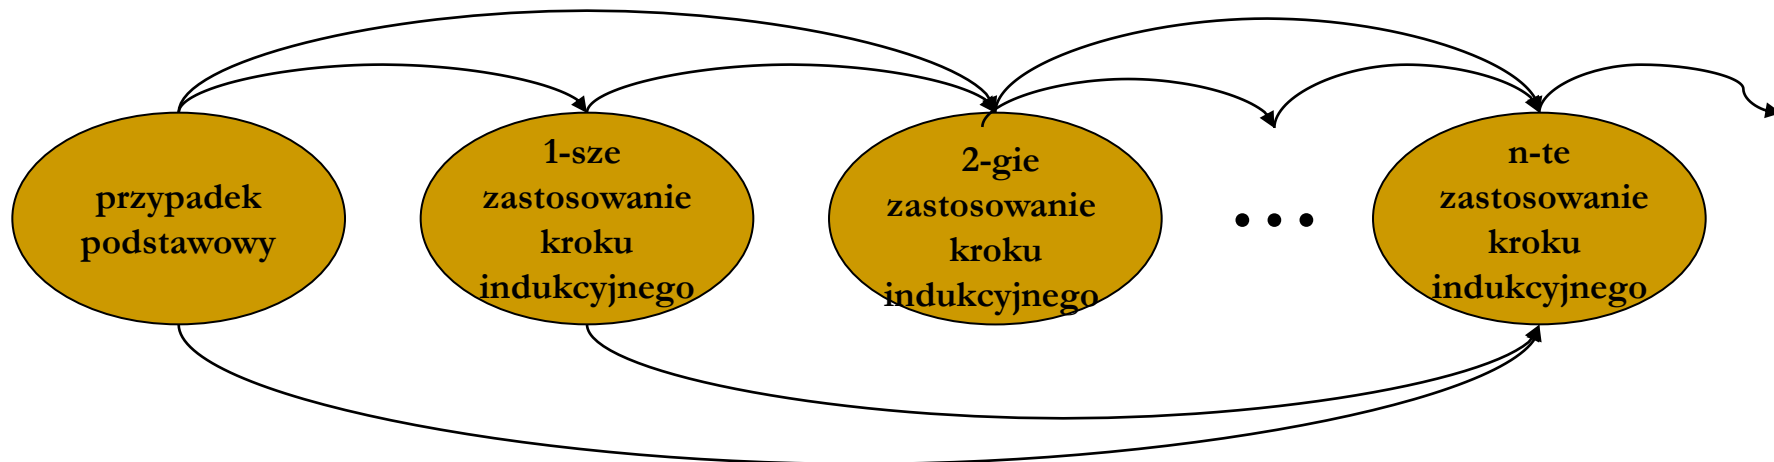 przypadek
podstawowy
1-sze
zastosowanie
kroku
indukcyjnego
2-gie
zastosowanie
kroku
indukcyjnego
• • •
n-te
zastosowanie
kroku
indukcyjnego